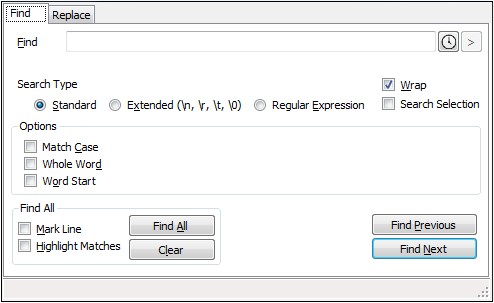 Find Replace
Find >
Search Type
Wrap
Standard Extended (\n, \r, \t, \0) Regular Expression Search Selection
Options
Match Case
Whole Word
Word Start
Find All
Mark Line Find All Find Previous
Highlight Matches Clear Find Next